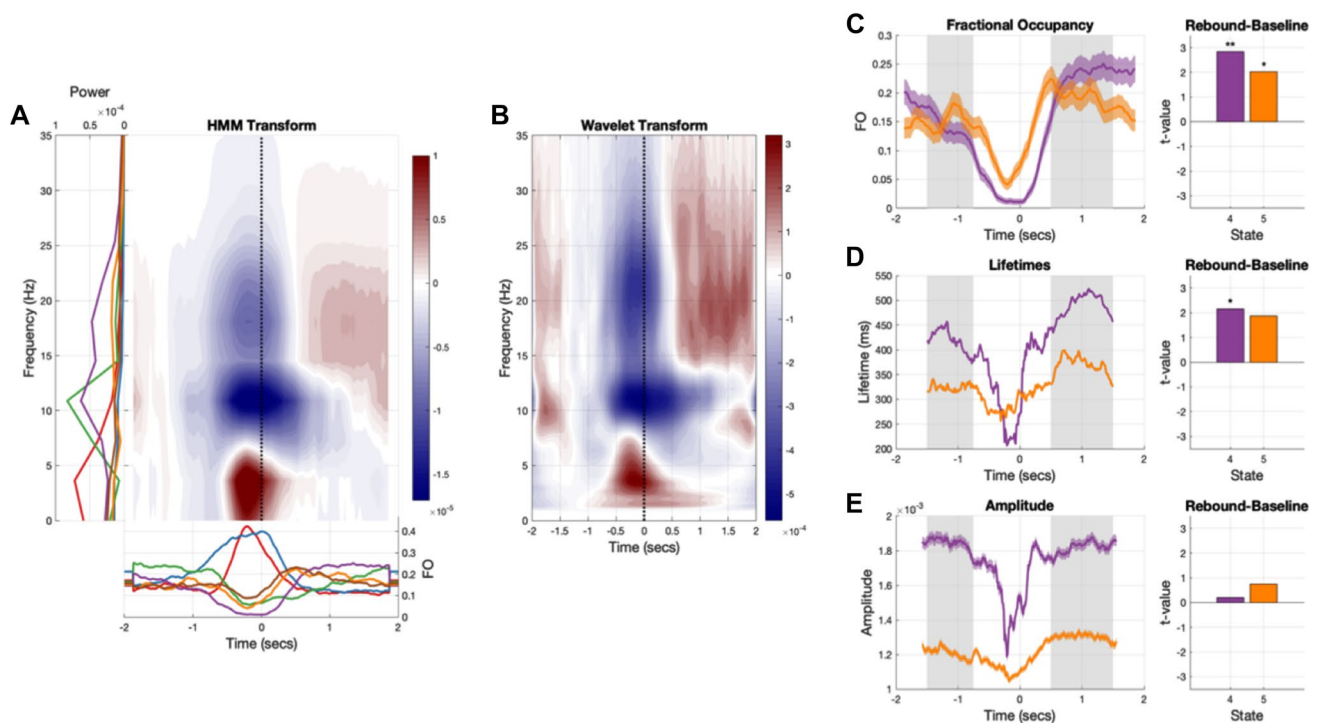 A
Power
×10⁻⁴
1 0.5 0
HMM Transform
35
30
25
20
15
10
5
0
Frequency (Hz)
1
0.5
0
-0.5
-1
-1.5
×10⁻⁵
0.4
0.3
0.2
0.1
0
FO
-2 -1 0 1 2
Time (secs)
B
Wavelet Transform
35
30
25
20
15
10
5
0
Frequency (Hz)
-2 -1.5 -1 -0.5 0 0.5 1 1.5 2
Time (secs)
3
2
1
0
-1
-2
-3
-4
-5
×10⁻⁴
C
Fractional Occupancy
0.3
0.25
0.2
0.15
0.1
0.05
0
FO
-2 -1 0 1 2
Time (secs)
Rebound-Baseline
3
2
1
0
-1
-2
-3
t-value
**
*
4 5
State
D
Lifetimes
550
500
450
400
350
300
250
200
Lifetime (ms)
-2 -1 0 1 2
Time (secs)
Rebound-Baseline
3
2
1
0
-1
-2
-3
t-value
*
4 5
State
E
Amplitude
×10⁻³
2
1.8
1.6
1.4
1.2
1
Amplitude
-2 -1 0 1 2
Time (secs)
Rebound-Baseline
3
2
1
0
-1
-2
-3
t-value
4 5
State